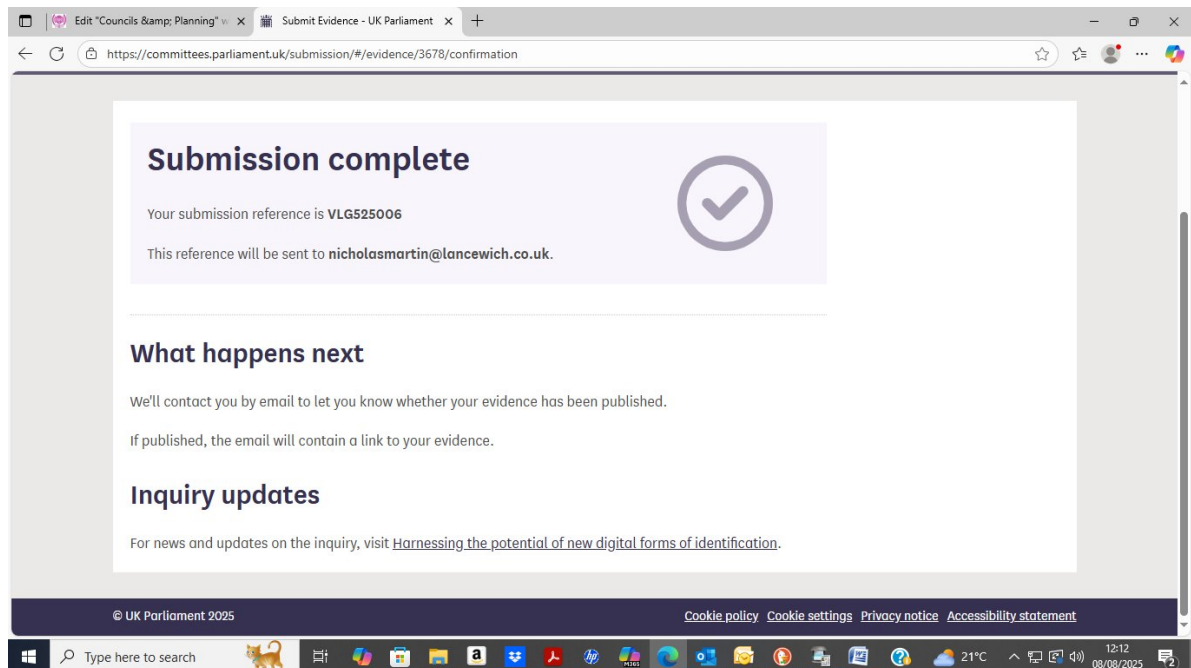 Edit "Councils &amp; Planning" w
Submit Evidence - UK Parliament
https://committees.parliament.uk/submission/#/evidence/3678/confirmation
Submission complete
Your submission reference is VLG525006
This reference will be sent to nicholasmartin@lancewich.co.uk.
What happens next
We'll contact you by email to let you know whether your evidence has been published.
If published, the email will contain a link to your evidence.
Inquiry updates
For news and updates on the inquiry, visit Harnessing the potential of new digital forms of identification.
© UK Parliament 2025
Cookie policy Cookie settings Privacy notice Accessibility statement
Type here to search
a
hp
M365
21°C
12:12
08/08/2025
2